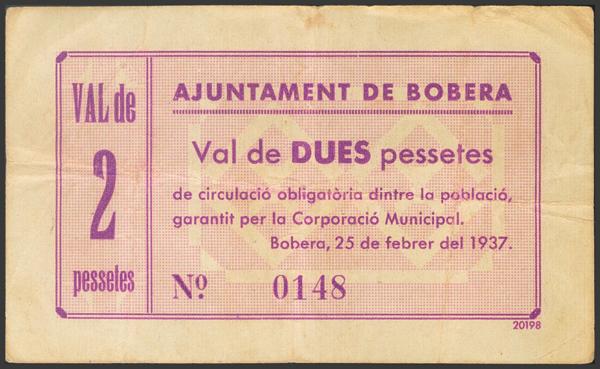 VAL de
2
pessetes
AJUNTAMENT DE BOBERA
Val de DUES pessetes
de circulació obligatòria dintre la població,
garantit per la Corporació Municipal.
Bobera, 25 de febrer del 1937.
Nº 0148
20198